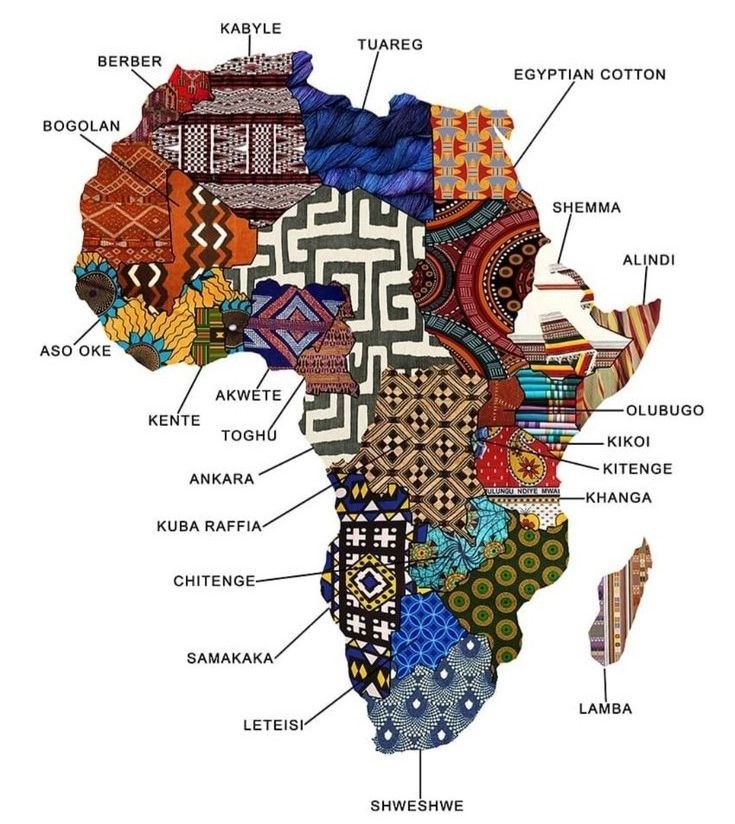 KABYLE
BERBER
TUAREG
EGYPTIAN COTTON
BOGOLAN
SHEMMA
ALINDI
ASO OKE
AKWETE
KENTE
TOGHU
OLUBUGO
KIKOI
KITENGE
ANKARA
KHANGA
ULUNGU NDIYE MWAI
KUBA RAFFIA
CHITENGE
SAMAKAKA
LAMBA
LETEISI
SHWESHWE